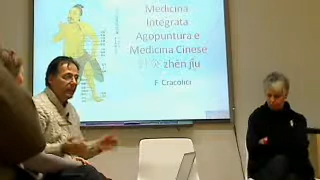 Medicina
Integrata
Agopuntura e
Medicina Cinese
zhēn jiǔ
F Cracolici